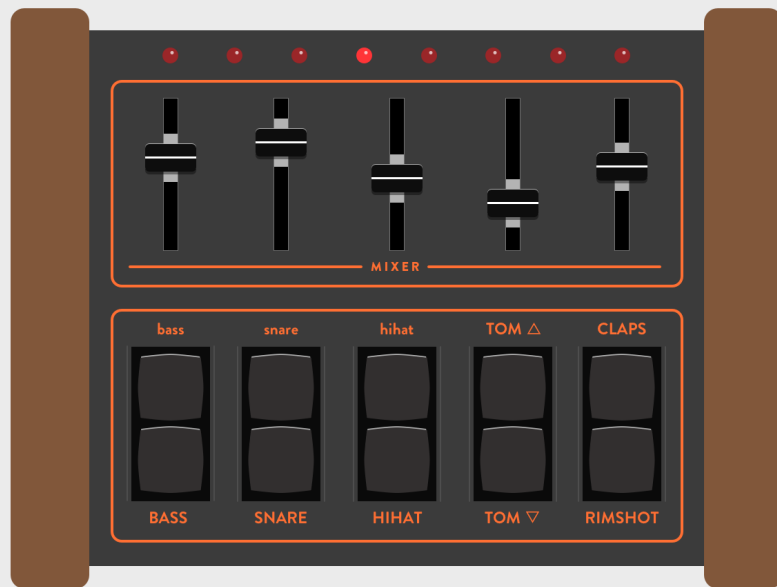 MIXER
bass snare hihat TOM △ CLAPS
BASS SNARE HIHAT TOM ▽ RIMSHOT